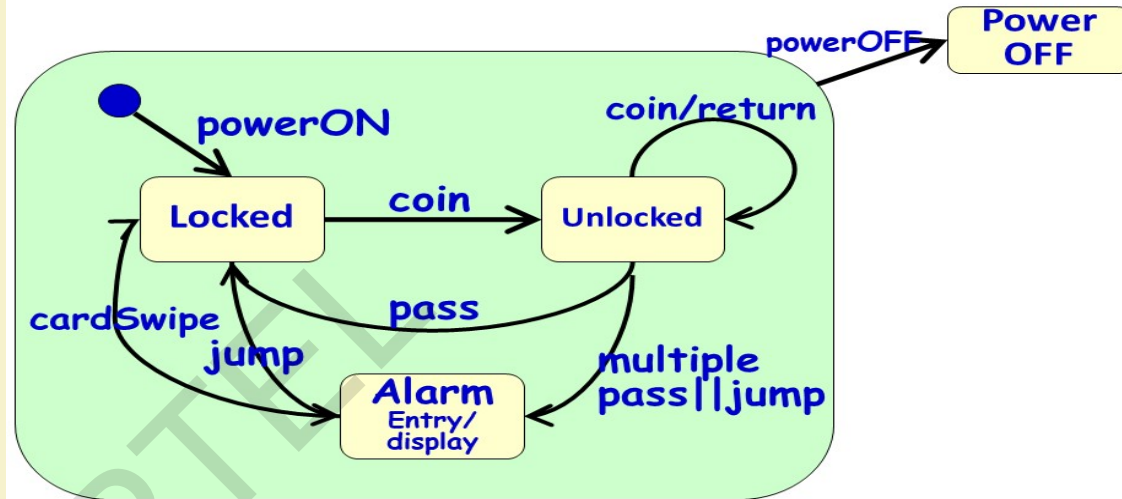 Power
OFF
powerOFF
coin/return
powerON
coin
Locked
Unlocked
pass
cardSwipe
jump
multiple
pass||jump
Alarm
Entry/
display